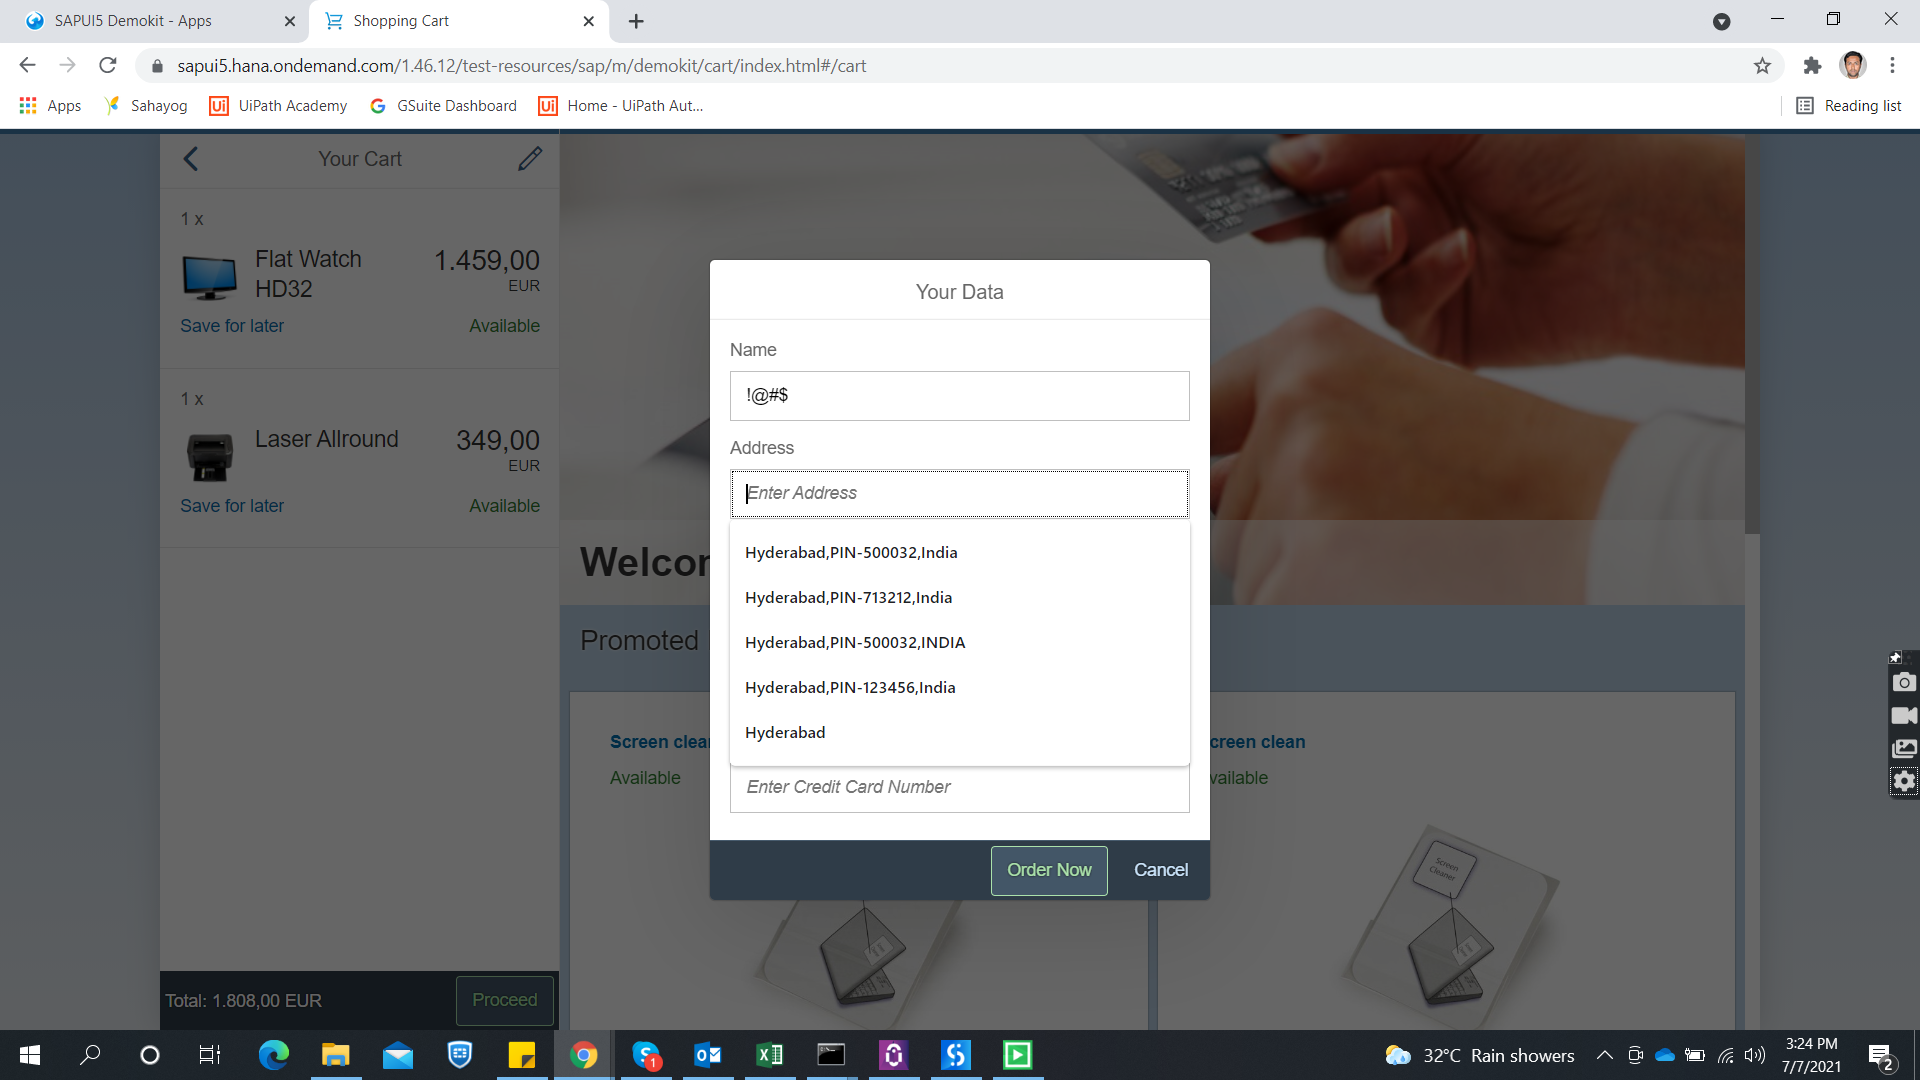 SAPUI5 Demokit - Apps
Shopping Cart
sapui5.hana.ondemand.com/1.46.12/test-resources/sap/m/demokit/cart/index.html#/cart
Apps
Sahayog
UiPath Academy
GSuite Dashboard
Home - UiPath Aut...
Reading list
Your Cart
1 x
Flat Watch HD32
1.459,00
EUR
Save for later
Available
1 x
Laser Allround
349,00
EUR
Save for later
Available
Total: 1.808,00 EUR
Proceed
Welcom
Promoted
Screen clea
Available
creen clean
vailable
Screen
Cleaner
Your Data
Name
!@#$
Address
Enter Address
Hyderabad,PIN-500032,India
Hyderabad,PIN-713212,India
Hyderabad,PIN-500032,INDIA
Hyderabad,PIN-123456,India
Hyderabad
Enter Credit Card Number
Order Now
Cancel
1
32°C Rain showers
3:24 PM
7/7/2021
2